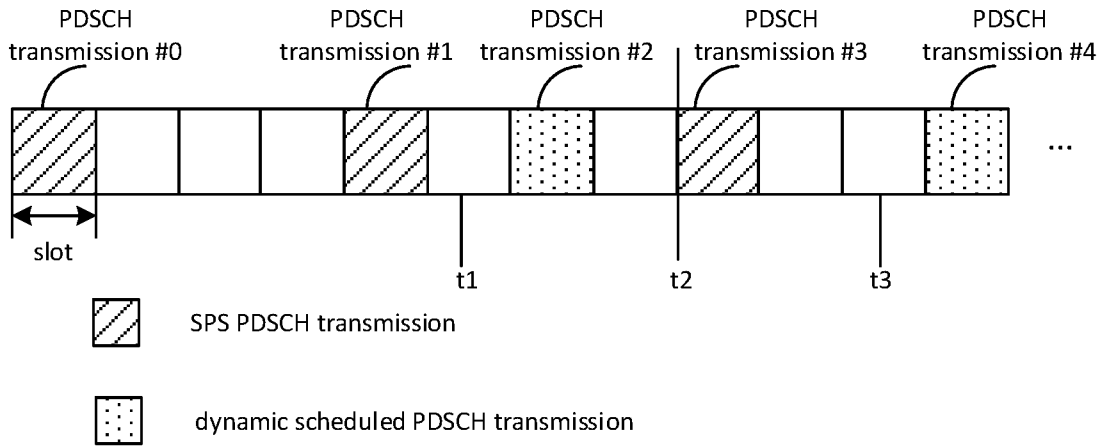 PDSCH
transmission #0
PDSCH
transmission #1
PDSCH
transmission #2
PDSCH
transmission #3
PDSCH
transmission #4
...
slot
t1
t2
t3
SPS PDSCH transmission
dynamic scheduled PDSCH transmission